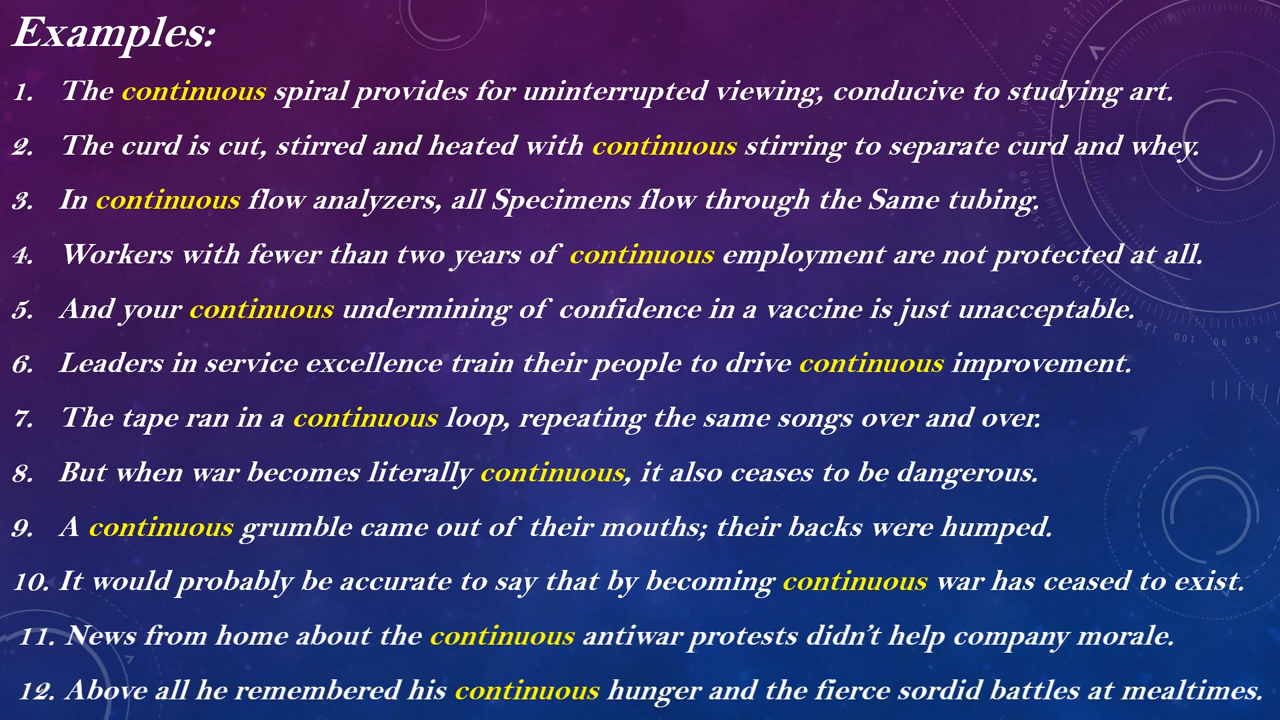 Examples:
1. The continuous spiral provides for uninterrupted viewing, conducive to studying art.
2. The curd is cut, stirred and heated with continuous stirring to separate curd and whey.
3. In continuous flow analyzers, all Specimens flow through the Same tubing.
4. Workers with fewer than two years of continuous employment are not protected at all.
5. And your continuous undermining of confidence in a vaccine is just unacceptable.
6. Leaders in service excellence train their people to drive continuous improvement.
7. The tape ran in a continuous loop, repeating the same songs over and over.
8. But when war becomes literally continuous, it also ceases to be dangerous.
9. A continuous grumble came out of their mouths; their backs were humped.
10. It would probably be accurate to say that by becoming continuous war has ceased to exist.
11. News from home about the continuous antiwar protests didn't help company morale.
12. Above all he remembered his continuous hunger and the fierce sordid battles at mealtimes.